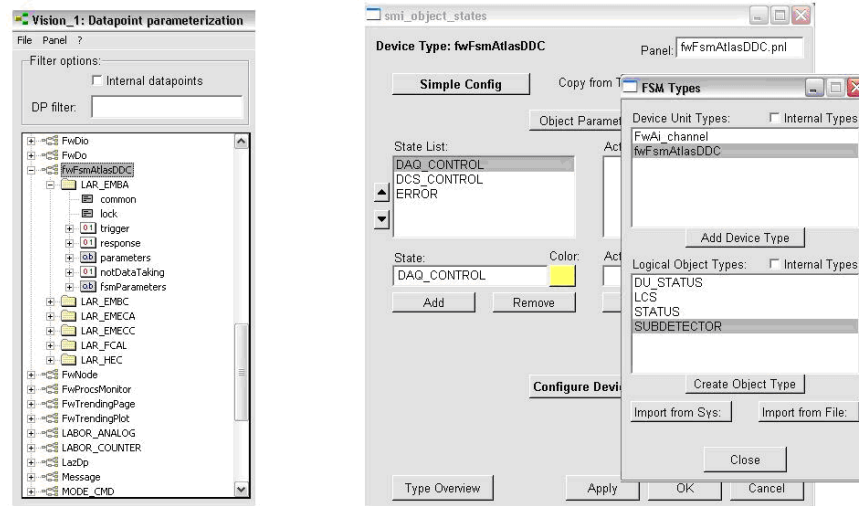 Vision_1: Datapoint parameterization
File Panel ?
Filter options:
Internal datapoints
DP filter:
FwDio
FwDo
fwFsmAtlasDDC
LAR_EMBA
common
lock
trigger
response
parameters
notDataTaking
fsmParameters
LAR_EMBC
LAR_EMECA
LAR_EMECC
LAR_FCAL
LAR_HEC
FwNode
FwProcsMonitor
FwTrendingPage
FwTrendingPlot
LABOR_ANALOG
LABOR_COUNTER
LazDp
Message
MODE_CMD
smi_object_states
Device Type: fwFsmAtlasDDC
Panel: fwFsmAtlasDDC.pnl
Simple Config
Copy from T
Object Paramet
State List:
Act
DAQ_CONTROL
DCS_CONTROL
ERROR
State:
Color:
Act
DAQ_CONTROL
Add
Remove
Configure Devi
Type Overview
Apply
OK
Cancel
FSM Types
Device Unit Types:
Internal Types
FwAi_channel
fwFsmAtlasDDC
Add Device Type
Logical Object Types:
Internal Types
DU_STATUS
LCS
STATUS
SUBDETECTOR
Create Object Type
Import from Sys:
Import from File:
Close